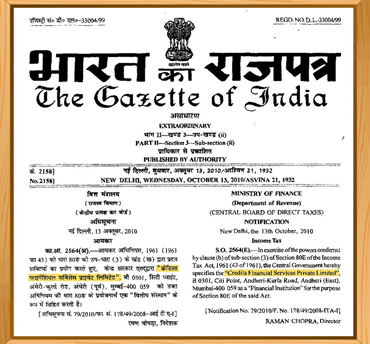 रजिस्ट्री सं० डी० एल०-33004/99
REGD. NO. D. L.-33004/99
भारत का राजपत्र
The Gazette of India
असाधारण
EXTRAORDINARY
भाग II—खण्ड 3—उप-खण्ड (ii)
PART II—Section 3—Sub-section (ii)
प्राधिकार से प्रकाशित
PUBLISHED BY AUTHORITY
सं. 2158]
नई दिल्ली, बुधवार, अक्तूबर 13, 2010/आश्विन 21, 1932
No. 2158]
NEW DELHI, WEDNESDAY, OCTOBER 13, 2010/ASVINA 21, 1932
वित्त मंत्रालय
(राजस्व विभाग)
(केन्द्रीय प्रत्यक्ष कर बोर्ड)
अधिसूचना
नई दिल्ली, 13 अक्तूबर, 2010
आयकर
का.आ. 2564(अ).—आयकर अधिनियम, 1961 (1961
का 43) की धारा 80ङ की उप-धारा (3) के खंड (ख) द्वारा प्रदत्त
शक्तियों का प्रयोग करते हुए, केन्द्र सरकार एतद्द्वारा "क्रेडिला
फाइनेंशियल सर्विसेस प्राइवेट लिमिटेड", बी 0301, सिटी प्वाइंट,
अंधेरी-कुर्ला रोड, अंधेरी (पूर्व), मुम्बई-400 059 को उक्त
अधिनियम की धारा 80ङ के प्रयोजनार्थ एक "वित्तीय संस्थान" के
रूप में विहित करती है।
[अधिसूचना सं. 79/2010/फा. सं. 178/49/2008-आई टी ए-I]
रमण चोपड़ा, निदेशक
MINISTRY OF FINANCE
(Department of Revenue)
(CENTRAL BOARD OF DIRECT TAXES)
NOTIFICATION
New Delhi, the 13th October, 2010
Income Tax
S.O. 2564(E).—In exercise of the powers conferred
by clause (b) of sub-section (3) of Section 80E of the Income
Tax Act, 1961 (43 of 1961), the Central Government hereby
specifies the "Credila Financial Services Private Limited",
B 0301, Citi Point, Andheri-Kurla Road, Andheri (East),
Mumbai-400 059 as a "Financial Institution" for the purpose
of Section 80E of the said Act.
[Notification No. 79/2010/F. No. 178/49/2008-ITA-I]
RAMAN CHOPRA, Director